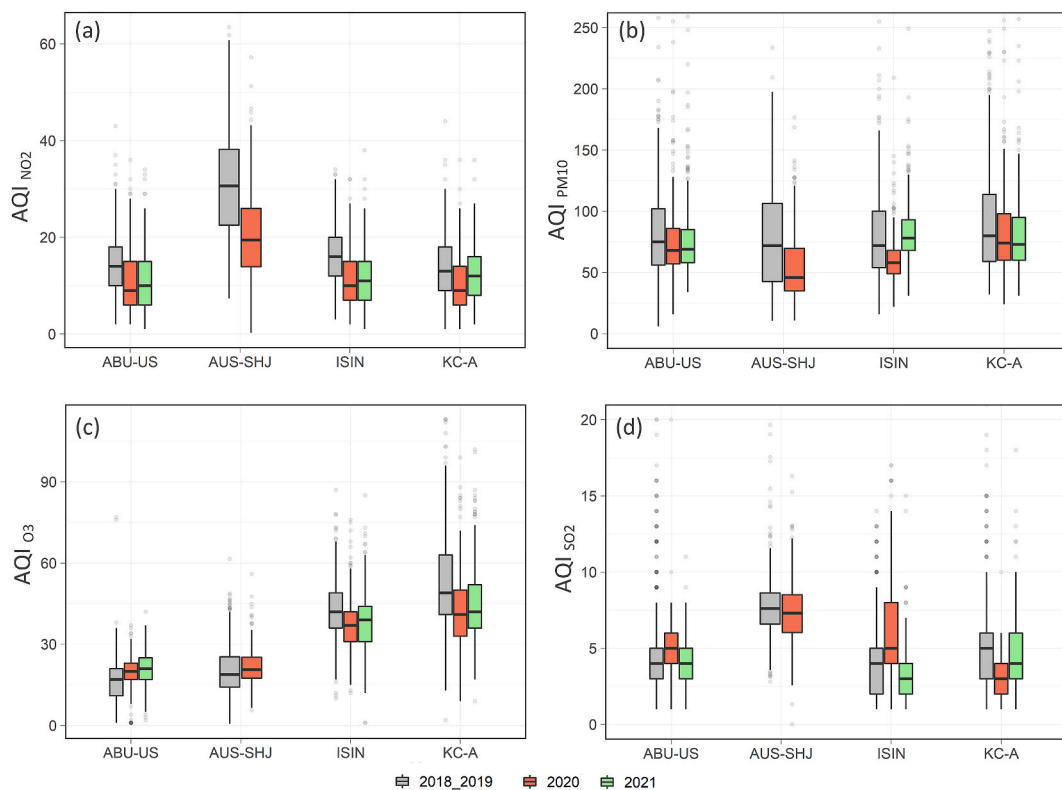 (a)
AQI NO2
60
40
20
0
ABU-US AUS-SHJ ISIN KC-A
(b)
AQI PM10
250
200
150
100
50
0
ABU-US AUS-SHJ ISIN KC-A
(c)
AQI O3
90
60
30
0
ABU-US AUS-SHJ ISIN KC-A
(d)
AQI SO2
20
15
10
5
0
ABU-US AUS-SHJ ISIN KC-A
2018_2019 2020 2021